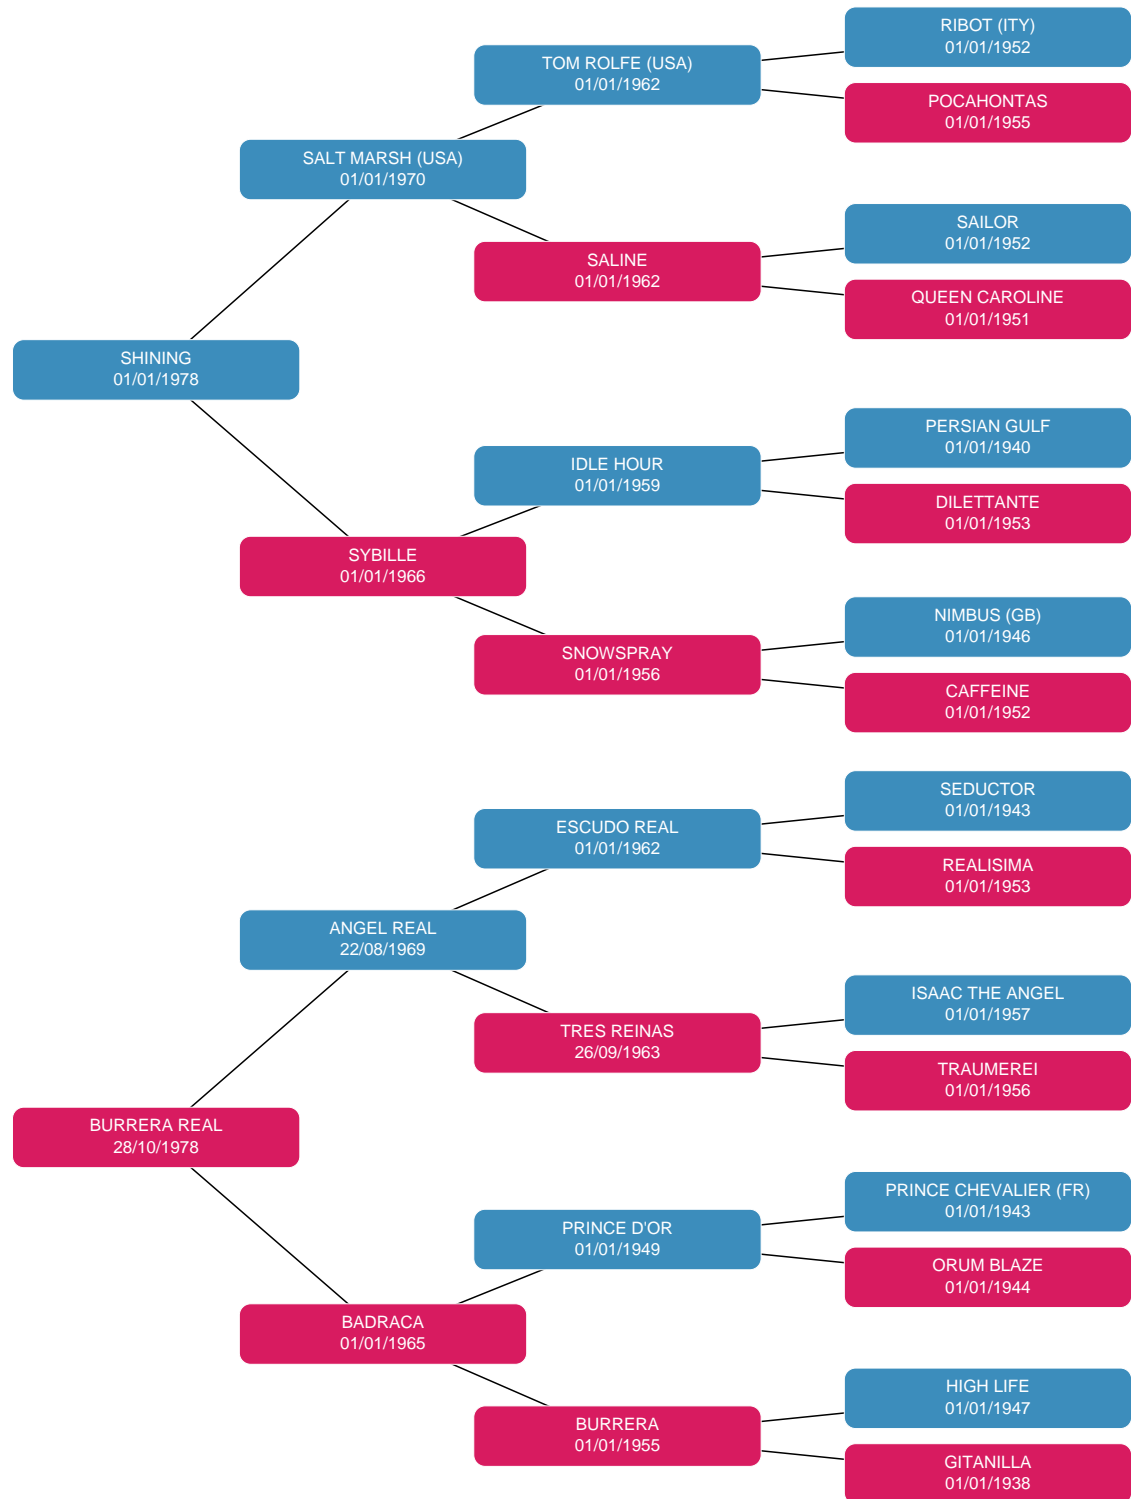 RIBOT (ITY)
01/01/1952
TOM ROLFE (USA)
01/01/1962
POCAHONTAS
01/01/1955
SALT MARSH (USA)
01/01/1970
SAILOR
01/01/1952
SALINE
01/01/1962
QUEEN CAROLINE
01/01/1951
SHINING
01/01/1978
PERSIAN GULF
01/01/1940
IDLE HOUR
01/01/1959
DILETTANTE
01/01/1953
SYBILLE
01/01/1966
NIMBUS (GB)
01/01/1946
SNOWSPRAY
01/01/1956
CAFFEINE
01/01/1952
SEDUCTOR
01/01/1943
ESCUDO REAL
01/01/1962
REALISIMA
01/01/1953
ANGEL REAL
22/08/1969
ISAAC THE ANGEL
01/01/1957
TRES REINAS
26/09/1963
TRAUMEREI
01/01/1956
BURRERA REAL
28/10/1978
PRINCE CHEVALIER (FR)
01/01/1943
PRINCE D'OR
01/01/1949
ORUM BLAZE
01/01/1944
BADRACA
01/01/1965
HIGH LIFE
01/01/1947
BURRERA
01/01/1955
GITANILLA
01/01/1938